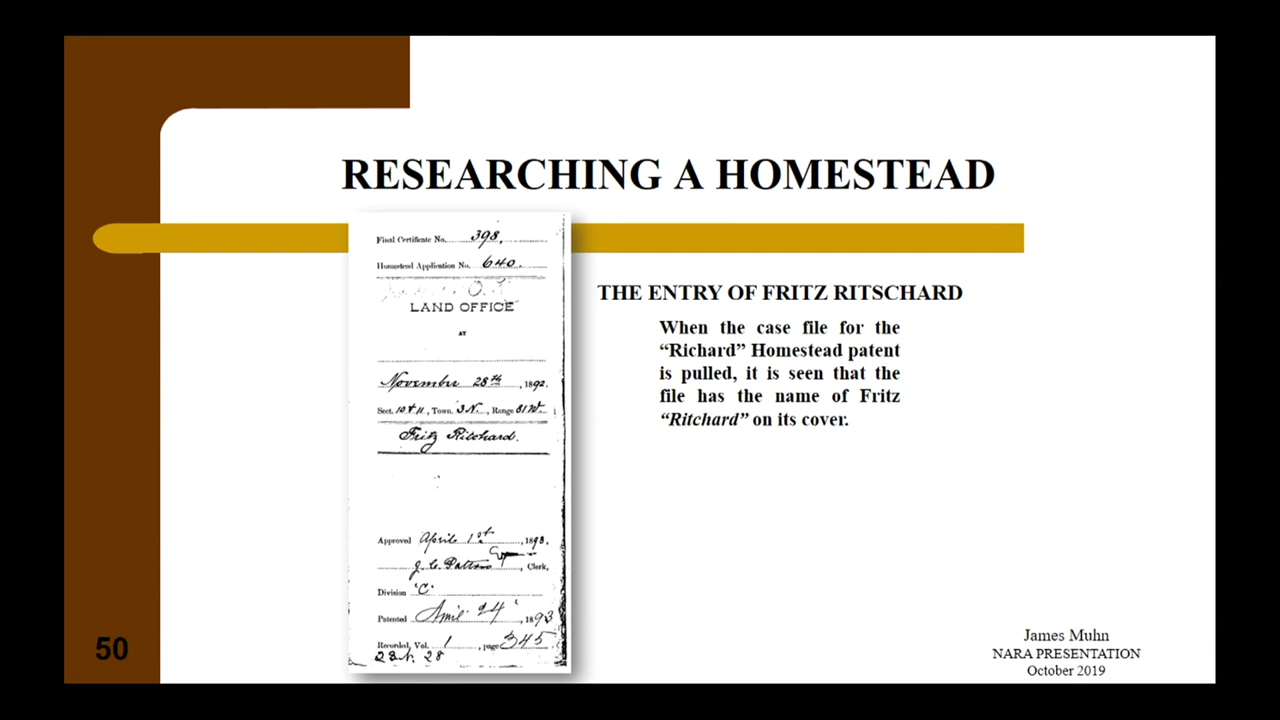 RESEARCHING A HOMESTEAD
Final Certificate No. 398.
Homestead Application No. 640.
LAND OFFICE
AT
November 28th, 1892.
Sect. 10 & 11, Town. 3 N., Range 81 W.
Fritz Ritchard.
Approved April 1st, 1893.
J. C. Patton, Clerk,
Division "C"
Patented April 24, 1893
Recorded, Vol. 1, page 345
THE ENTRY OF FRITZ RITSCHARD
When the case file for the
“Richard” Homestead patent
is pulled, it is seen that the
file has the name of Fritz
“Ritchard” on its cover.
50
James Muhn
NARA PRESENTATION
October 2019